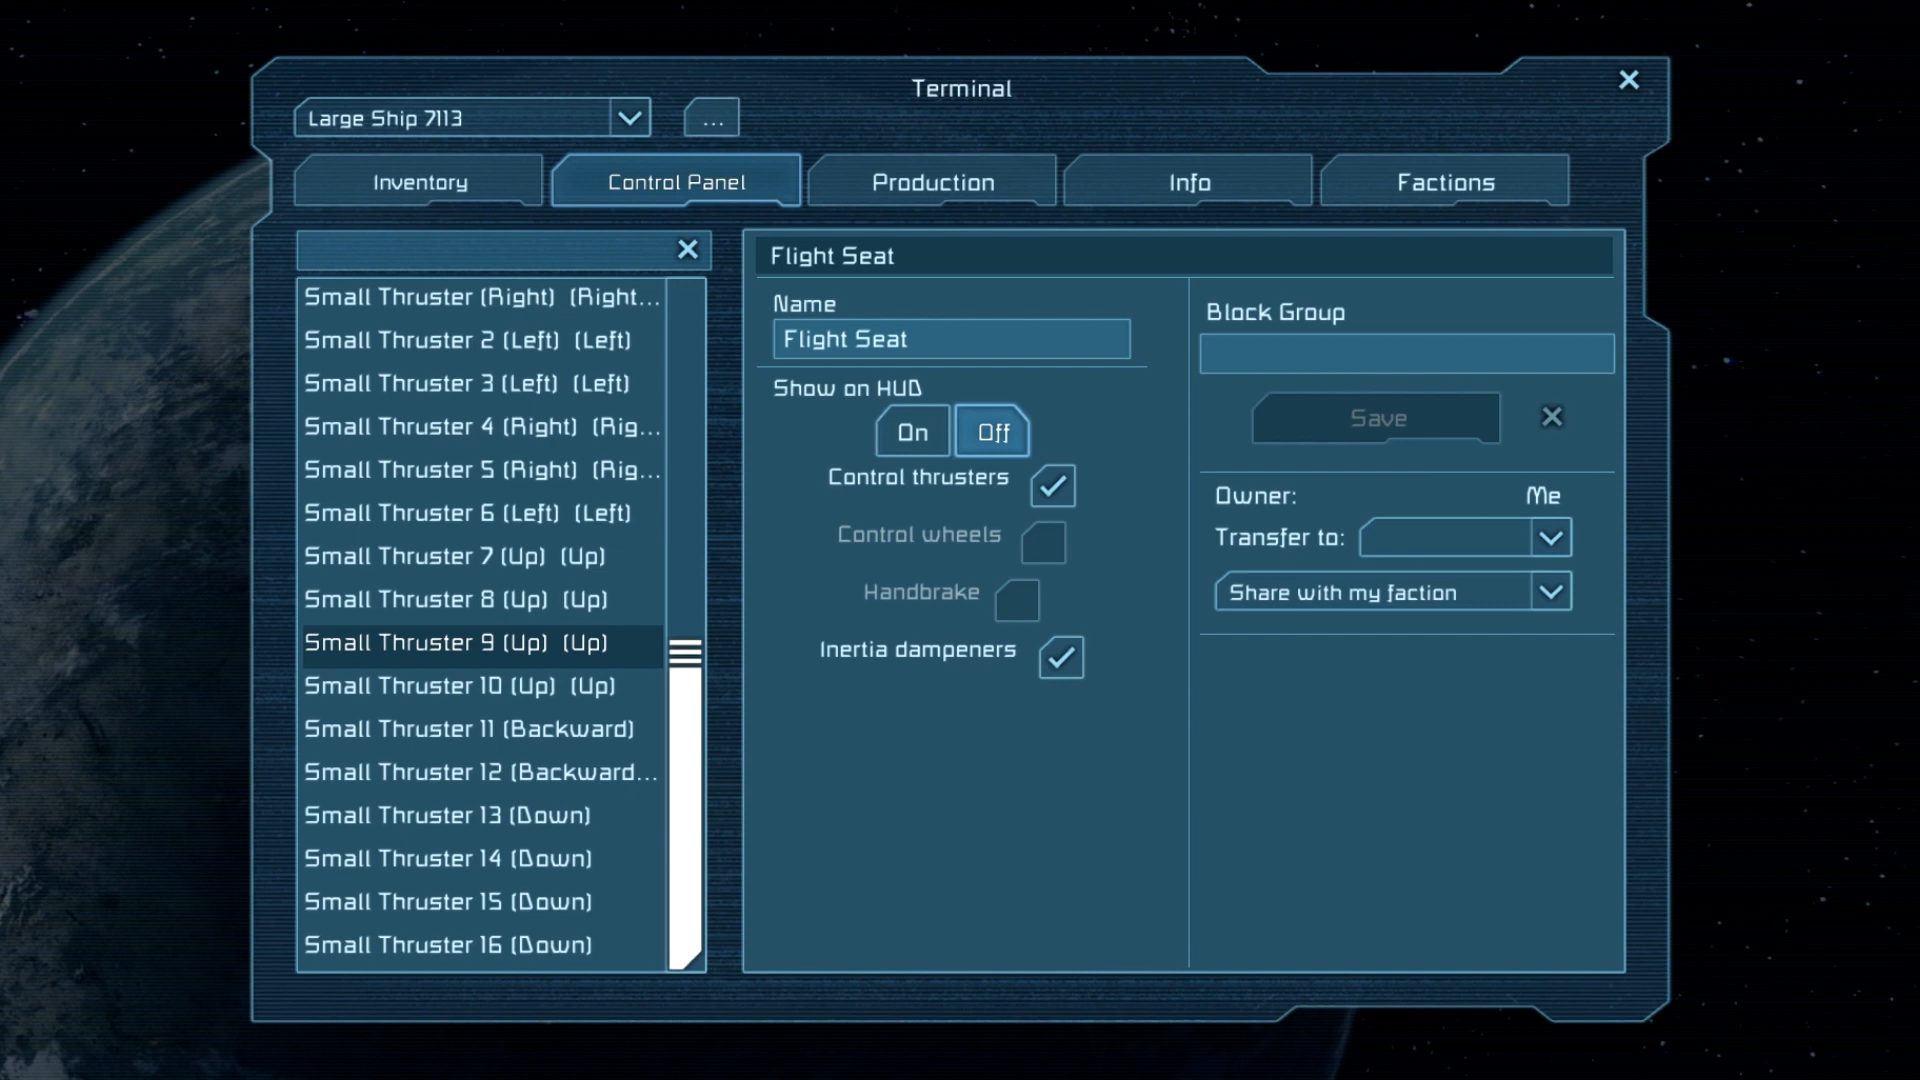 Terminal
Large Ship 7113
...
Inventory
Control Panel
Production
Info
Factions
Small Thruster (Right) (Right...
Small Thruster 2 (Left) (Left)
Small Thruster 3 (Left) (Left)
Small Thruster 4 (Right) (Rig...
Small Thruster 5 (Right) (Rig...
Small Thruster 6 (Left) (Left)
Small Thruster 7 (Up) (Up)
Small Thruster 8 (Up) (Up)
Small Thruster 9 (Up) (Up)
Small Thruster 10 (Up) (Up)
Small Thruster 11 (Backward)
Small Thruster 12 (Backward...
Small Thruster 13 (Down)
Small Thruster 14 (Down)
Small Thruster 15 (Down)
Small Thruster 16 (Down)
Flight Seat
Name
Flight Seat
Show on HUD
On
Off
Control thrusters
Control wheels
Handbrake
Inertia dampeners
Block Group
Save
Owner: Me
Transfer to:
Share with my faction